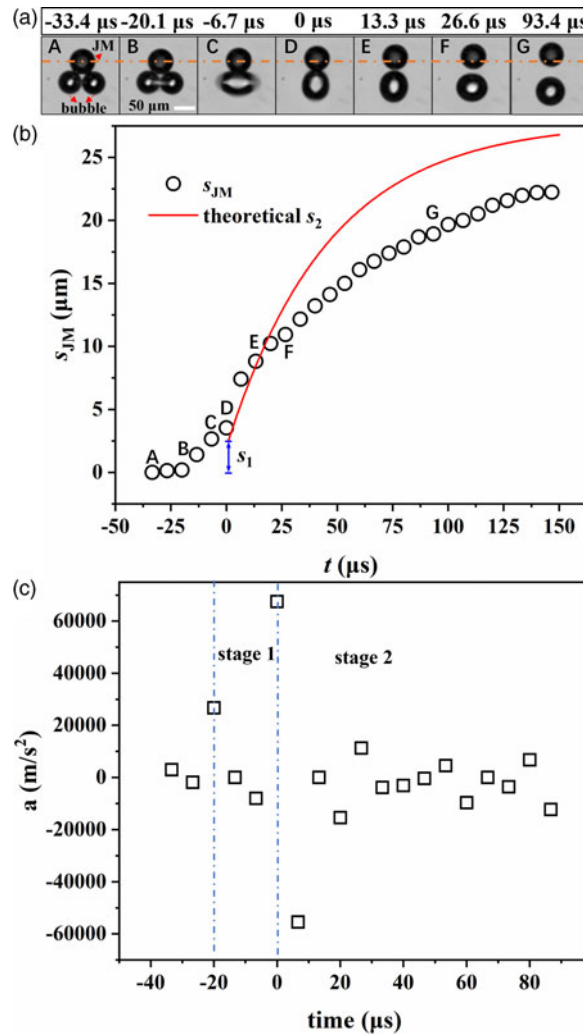 (a) -33.4 μs -20.1 μs -6.7 μs 0 μs 13.3 μs 26.6 μs 93.4 μs
A JM B C D E F G
bubble 50 μm
(b)
25
20
15
10
5
0
s_JM (μm)
s_JM
theoretical s_2
A B C D E F G
s_1
-50 -25 0 25 50 75 100 125 150
t (μs)
(c)
60000
40000
20000
0
-20000
-40000
-60000
a (m/s²)
stage 1 stage 2
-40 -20 0 20 40 60 80
time (μs)